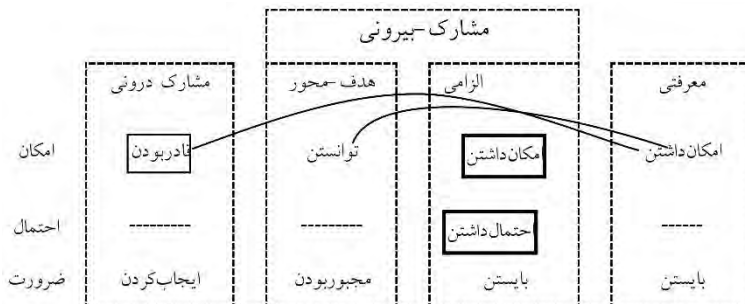 مشارک-بیرونی
معرفتی الزامی هدف-محور مشارک درونی
امکان‌داشتن امکان‌داشتن توانستن قادربودن امکان
------ احتمال‌داشتن --------- --------- احتمال
بایستن بایستن مجبوربودن ایجاب‌کردن ضرورت